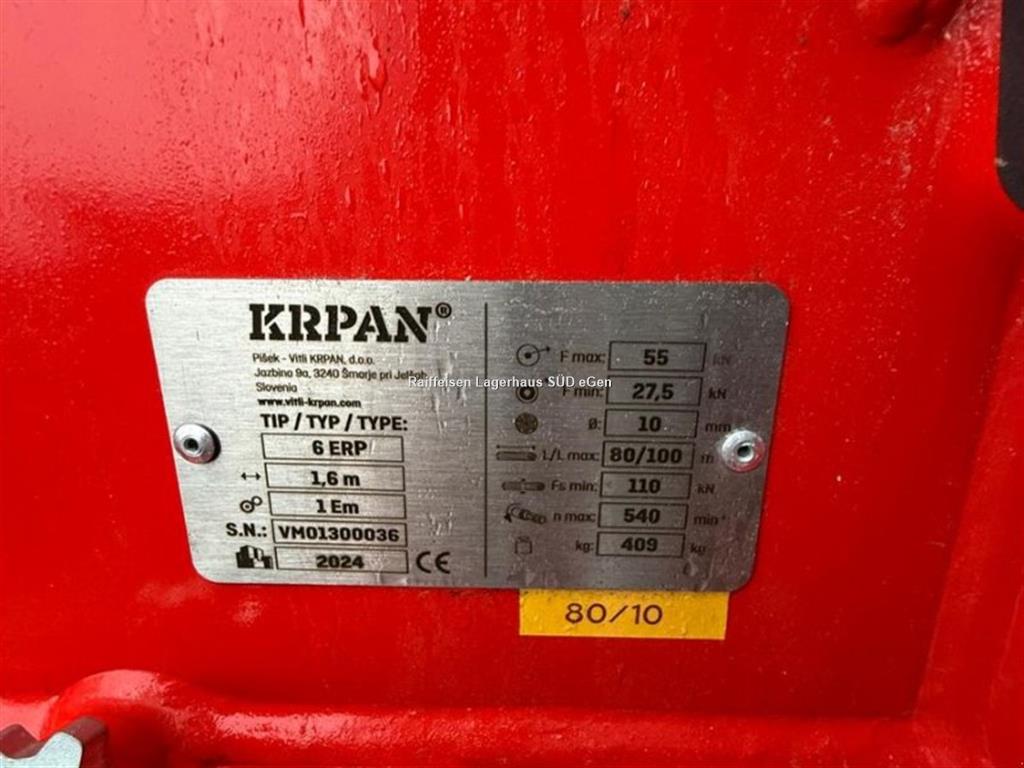 KRPAN®
Pišek - Vitli KRPAN, d.o.o.
Jazbina 9a, 3240 Šmarje pri Jelšah
Slovenia
www.vitli-krpan.com
TIP / TYP / TYPE:
6 ERP
1,6 m
1 Em
S.N.: VM01300036
2024 CE
F max: 55 kN
F min: 27,5 kN
Ø: 10 mm
L/L max: 80/100 m
Fs min: 110 kN
n max: 540 min⁻¹
kg: 409 kg
80/10
Raiffeisen Lagerhaus SÜD eGen